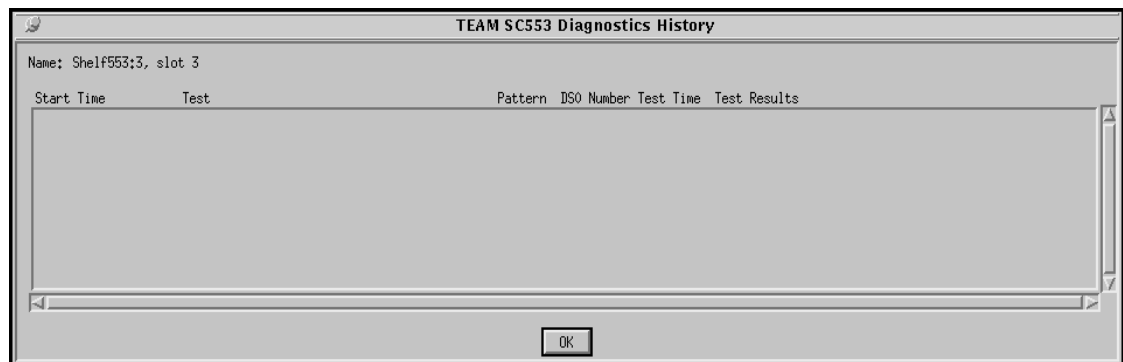 TEAM SC553 Diagnostics History
Name: Shelf553:3, slot 3
Start Time Test Pattern DS0 Number Test Time Test Results
OK